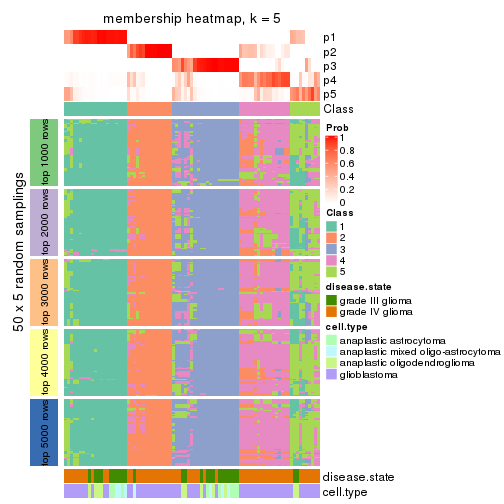 membership heatmap, k = 5
p1
p2
p3
p4
p5
Class
50 x 5 random samplings
top 1000 rows
top 2000 rows
top 3000 rows
top 4000 rows
top 5000 rows
disease.state
cell.type
Prob
1
0.8
0.6
0.4
0.2
0
Class
1
2
3
4
5
disease.state
grade III glioma
grade IV glioma
cell.type
anaplastic astrocytoma
anaplastic mixed oligo-astrocytoma
anaplastic oligodendroglioma
glioblastoma